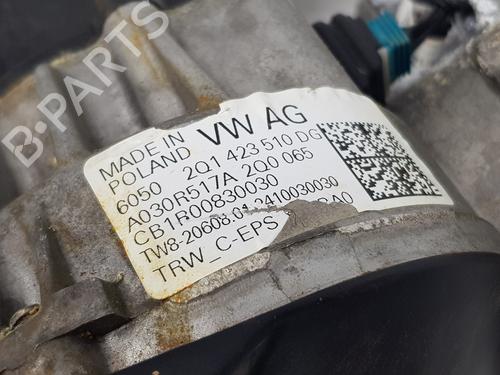 B-PARTS
MADE IN
POLAND VW AG
6050 2Q1 423 510 DG
A030R517A 2Q0 065
CB1R00830030
TW8-20608.04 2410030030
TRW_C-EPS